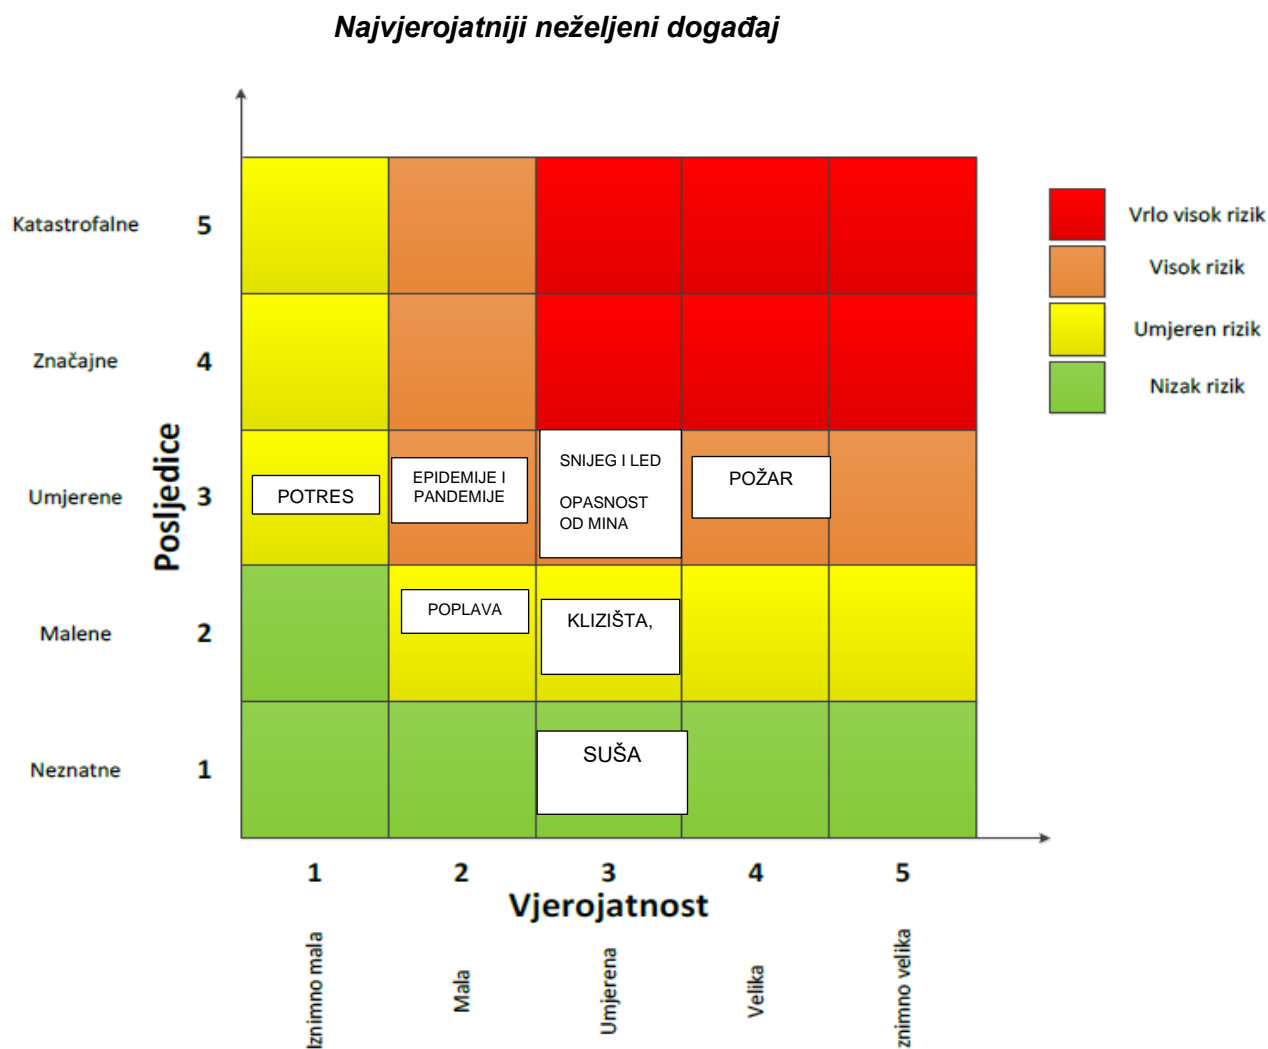 Najvjerojatniji neželjeni događaj
Katastrofalne
5
Vrlo visok rizik
Visok rizik
Umjeren rizik
Nizak rizik
Značajne
4
Posljedice
Umjerene
3
POTRES
EPIDEMIJE I
PANDEMIJE
SNIJEG I LED
OPASNOST
OD MINA
POŽAR
Malene
2
POPLAVA
KLIZIŠTA,
Neznatne
1
SUŠA
1
2
3
4
5
Vjerojatnost
Iznimno mala
Mala
Umjerena
Velika
znimno velika